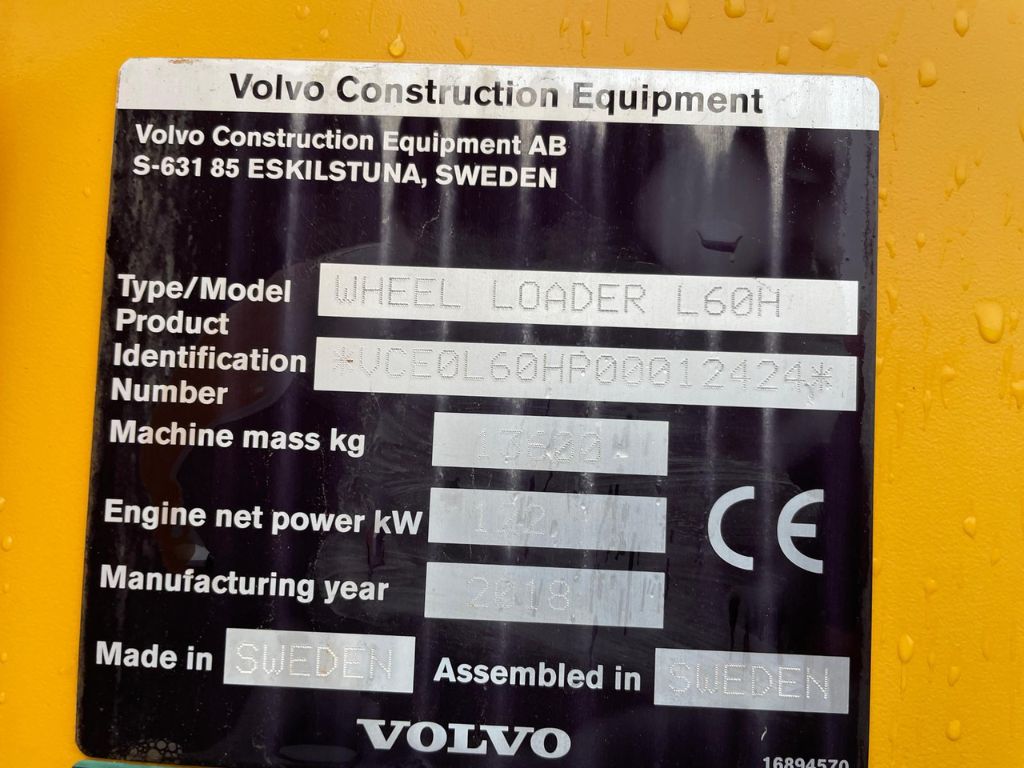 Volvo Construction Equipment
Volvo Construction Equipment AB
S-631 85 ESKILSTUNA, SWEDEN
Type/Model WHEEL LOADER L60H
Product
Identification *VCE0L60HP00012424*
Number
Machine mass kg 17600
Engine net power kW 122
Manufacturing year 2018
Made in SWEDEN Assembled in SWEDEN
VOLVO
16894570